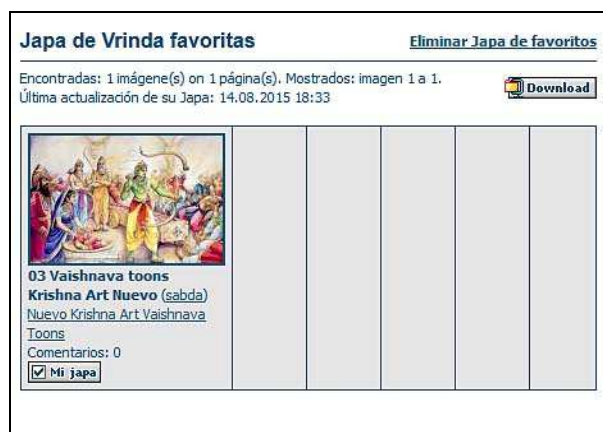 Japa de Vrinda favoritas
Eliminar Japa de favoritos
Encontradas: 1 imágene(s) on 1 página(s). Mostrados: imagen 1 a 1.
Última actualización de su Japa: 14.08.2015 18:33
Download
03 Vaishnava toons
Krishna Art Nuevo (sabda)
Nuevo Krishna Art Vaishnava
Toons
Comentarios: 0
Mi japa